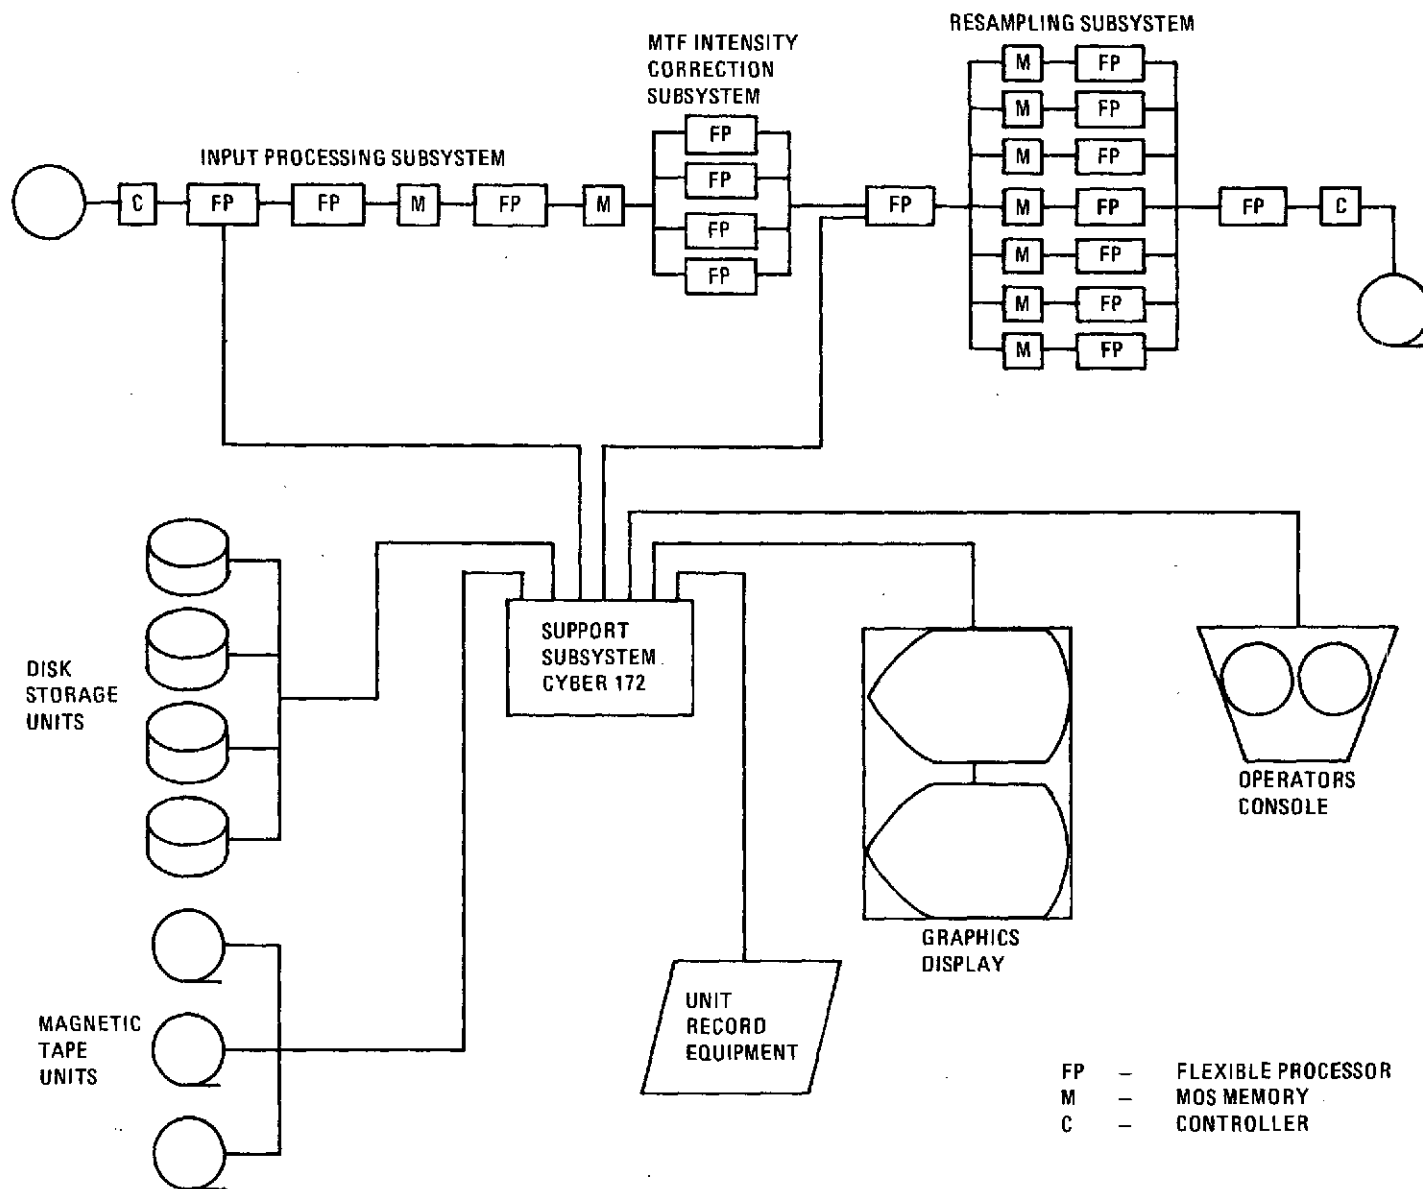 RESAMPLING SUBSYSTEM
MTF INTENSITY
CORRECTION
SUBSYSTEM
INPUT PROCESSING SUBSYSTEM
C
FP
FP
M
FP
M
FP
FP
FP
FP
FP
M
FP
M
FP
M
FP
M
FP
M
FP
M
FP
M
FP
FP
C
SUPPORT
SUBSYSTEM
CYBER 172
DISK
STORAGE
UNITS
OPERATORS
CONSOLE
GRAPHICS
DISPLAY
MAGNETIC
TAPE
UNITS
UNIT
RECORD
EQUIPMENT
FP – FLEXIBLE PROCESSOR
M – MOS MEMORY
C – CONTROLLER